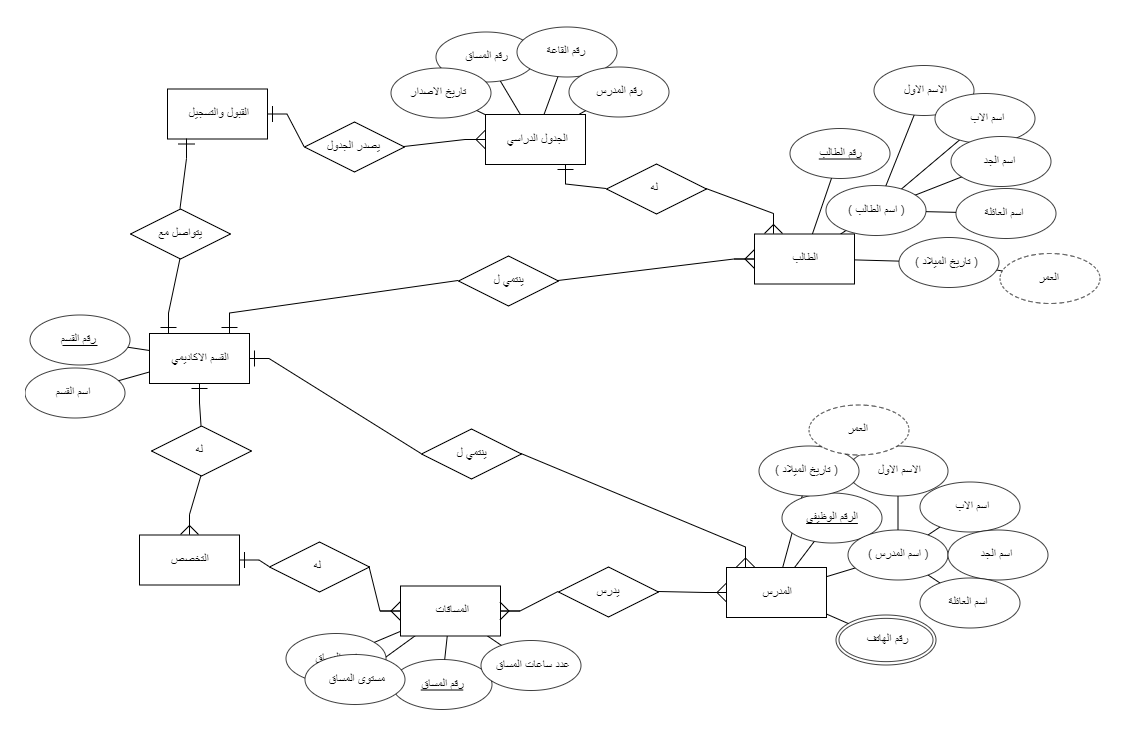 رقم القاعة
رقم المساق
تاريخ الاصدار
رقم المدرس
الاسم الاول
اسم الاب
اسم الجد
اسم العائلة
القبول والتسجيل
يصدر الجدول
الجدول الدراسي
رقم الطالب
له
( اسم الطالب )
يتواصل مع
الطالب
( تاريخ الميلاد )
العمر
ينتمي ل
رقم القسم
القسم الاكاديمي
اسم القسم
العمر
له
ينتمي ل
( تاريخ الميلاد )
الاسم الاول
اسم الاب
الرقم الوظيفي
( اسم المدرس )
اسم الجد
التخصص
له
المساقات
يدرس
المدرس
اسم العائلة
رقم الهاتف
المساق
مستوى المساق
رقم المساق
عدد ساعات المساق